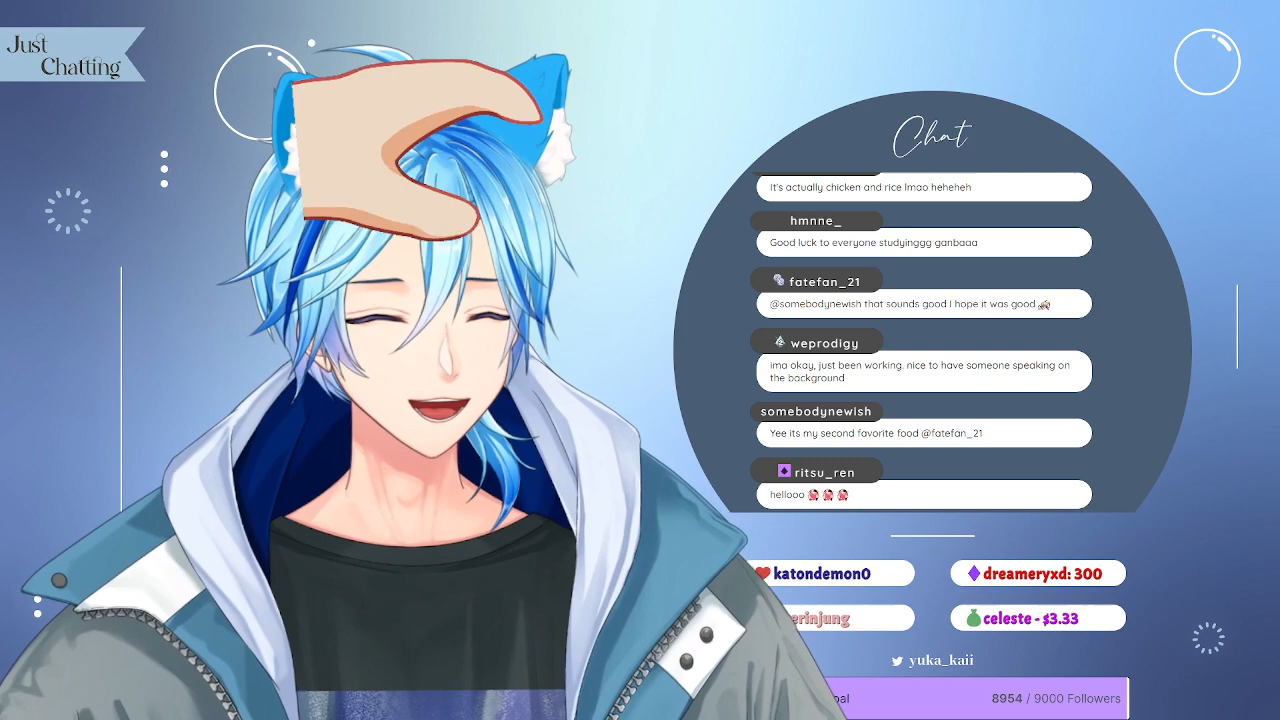 Just
Chatting
Chat
It's actually chicken and rice lmao heheheh
hmnne_
Good luck to everyone studyinggg ganbaaa
fatefan_21
@somebodynewish that sounds good I hope it was good
weprodigy
ima okay, just been working. nice to have someone speaking on
the background
somebodynewish
Yee its my second favorite food @fatefan_21
ritsu_ren
hellooo
katondemon0
dreameryxd: 300
erinjung
celeste - $3.33
yuka_kaii
oal
8954 / 9000 Followers